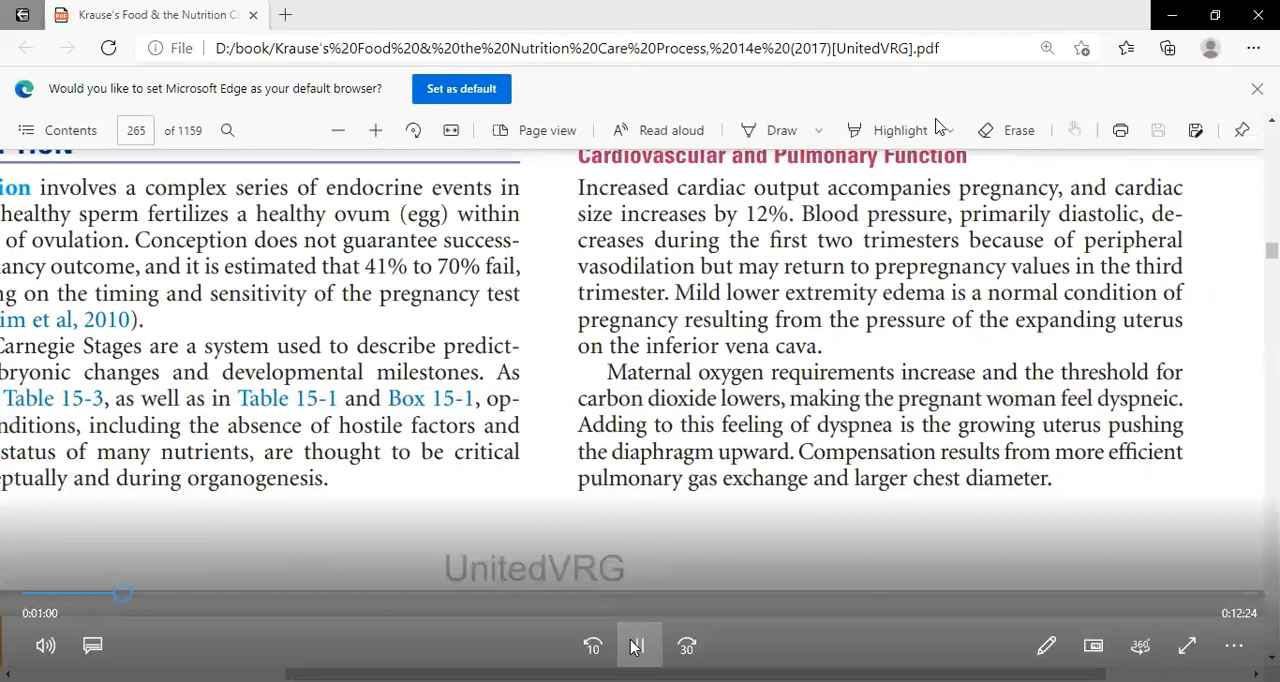 Krause's Food & the Nutrition Ca
File
D:/book/Krause's%20Food%20&%20the%20Nutrition%20Care%20Process,%2014e%20(2017)[UnitedVRG].pdf
Would you like to set Microsoft Edge as your default browser?
Set as default
Contents
265
of 1159
Page view
Read aloud
Draw
Highlight
Erase
ion involves a complex series of endocrine events in
healthy sperm fertilizes a healthy ovum (egg) within
of ovulation. Conception does not guarantee success-
ancy outcome, and it is estimated that 41% to 70% fail,
ng on the timing and sensitivity of the pregnancy test
im et al, 2010).
Carnegie Stages are a system used to describe predict-
bryonic changes and developmental milestones. As
Table 15-3, as well as in Table 15-1 and Box 15-1, op-
nditions, including the absence of hostile factors and
status of many nutrients, are thought to be critical
eptually and during organogenesis.
Cardiovascular and Pulmonary Function
Increased cardiac output accompanies pregnancy, and cardiac
size increases by 12%. Blood pressure, primarily diastolic, de-
creases during the first two trimesters because of peripheral
vasodilation but may return to prepregnancy values in the third
trimester. Mild lower extremity edema is a normal condition of
pregnancy resulting from the pressure of the expanding uterus
on the inferior vena cava.
Maternal oxygen requirements increase and the threshold for
carbon dioxide lowers, making the pregnant woman feel dyspneic.
Adding to this feeling of dyspnea is the growing uterus pushing
the diaphragm upward. Compensation results from more efficient
pulmonary gas exchange and larger chest diameter.
UnitedVRG
0:01:00
0:12:24
10
30
360